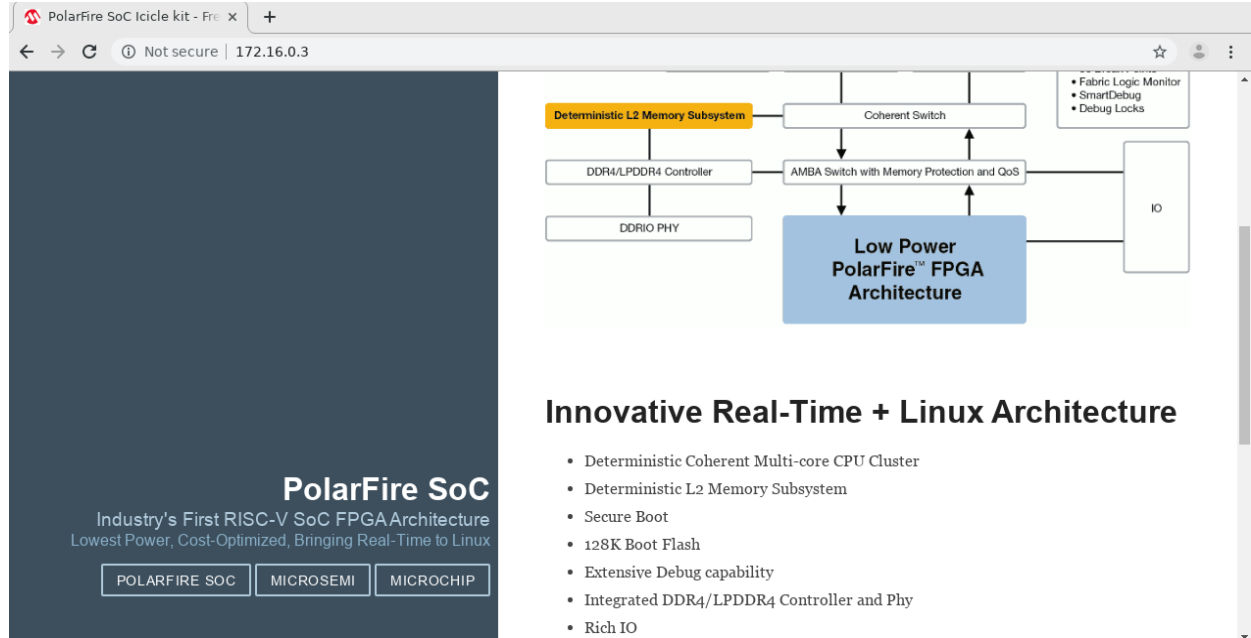 PolarFire SoC Icicle kit - Fre
Not secure | 172.16.0.3
• Fabric Logic Monitor
• SmartDebug
• Debug Locks
Deterministic L2 Memory Subsystem
Coherent Switch
DDR4/LPDDR4 Controller
AMBA Switch with Memory Protection and QoS
IO
DDRIO PHY
Low Power
PolarFire™ FPGA
Architecture
Innovative Real-Time + Linux Architecture
• Deterministic Coherent Multi-core CPU Cluster
• Deterministic L2 Memory Subsystem
• Secure Boot
• 128K Boot Flash
• Extensive Debug capability
• Integrated DDR4/LPDDR4 Controller and Phy
• Rich IO
PolarFire SoC
Industry's First RISC-V SoC FPGA Architecture
Lowest Power, Cost-Optimized, Bringing Real-Time to Linux
POLARFIRE SOC
MICROSEMI
MICROCHIP